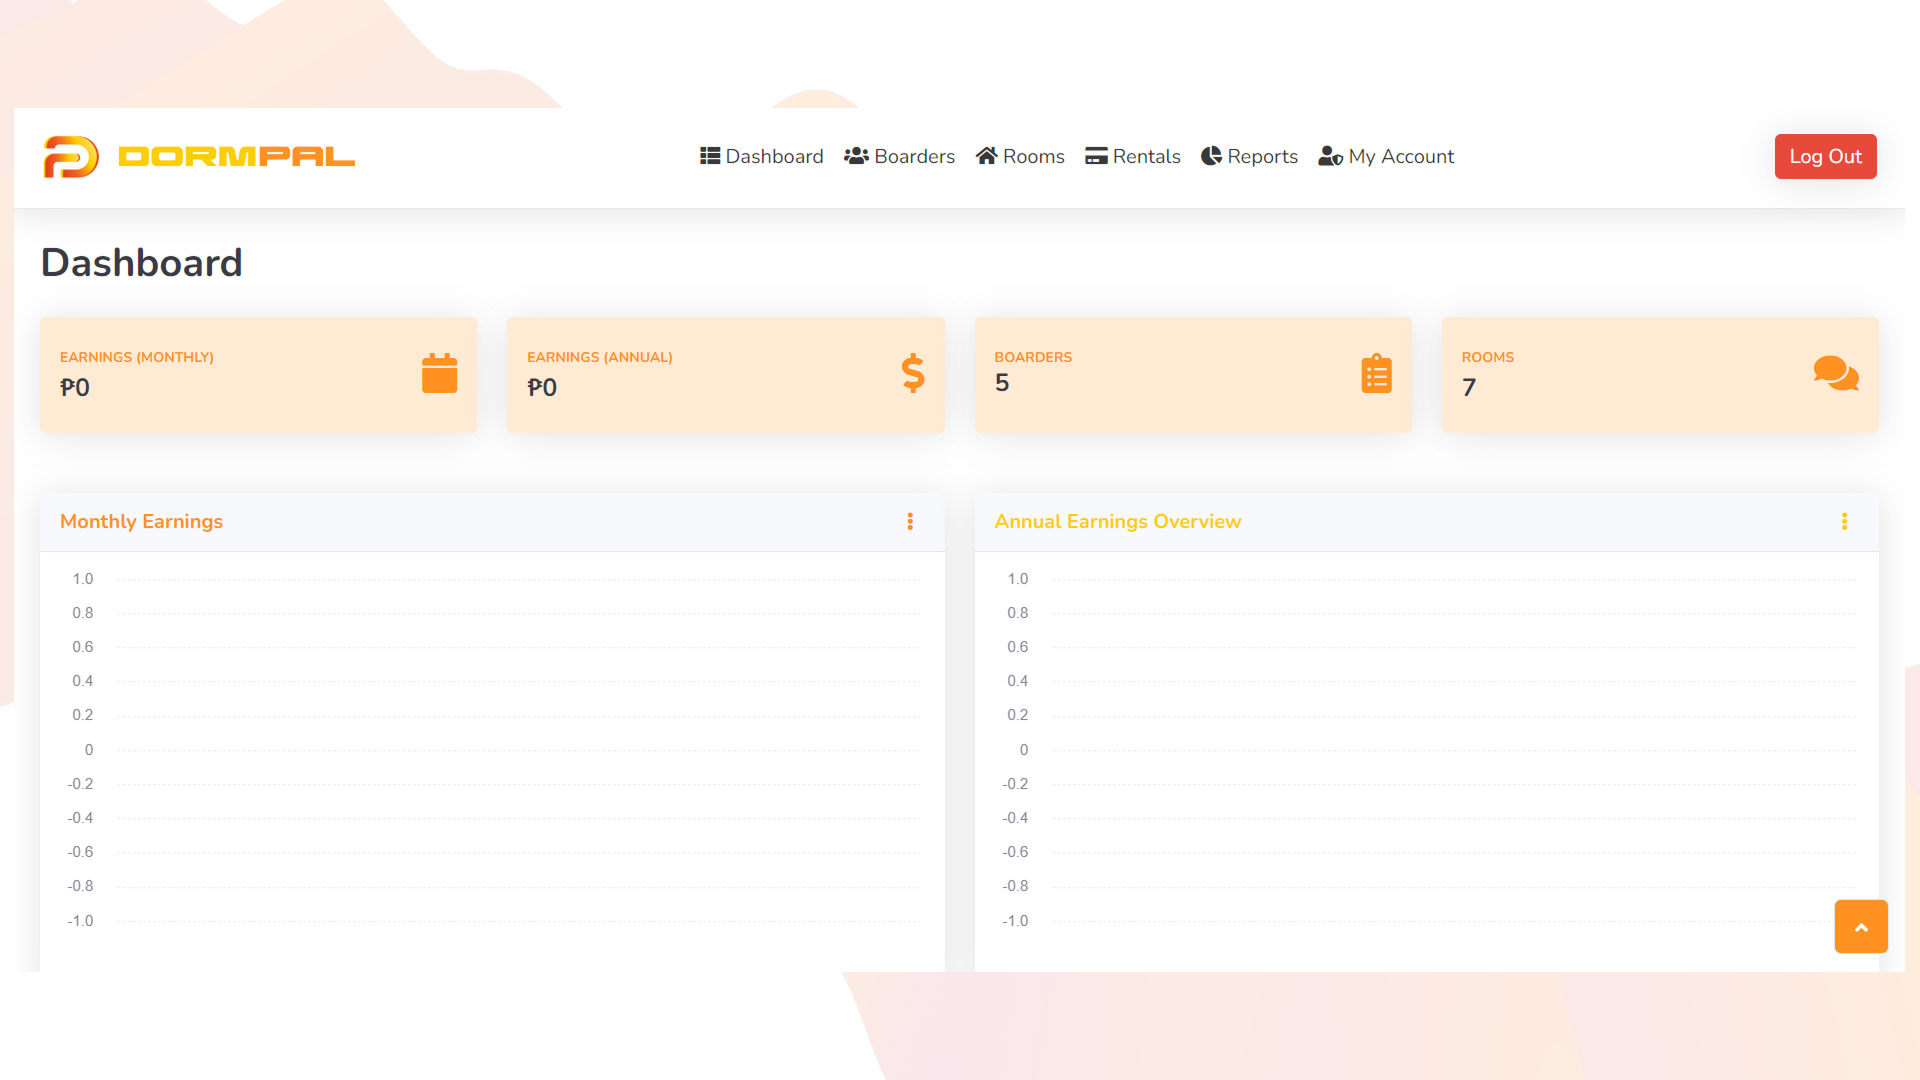 DORMPAL
Dashboard Boarders Rooms Rentals Reports My Account
Log Out
Dashboard
EARNINGS (MONTHLY)
₱0
EARNINGS (ANNUAL)
₱0
BOARDERS
5
ROOMS
7
Monthly Earnings
1.0
0.8
0.6
0.4
0.2
0
-0.2
-0.4
-0.6
-0.8
-1.0
Annual Earnings Overview
1.0
0.8
0.6
0.4
0.2
0
-0.2
-0.4
-0.6
-0.8
-1.0